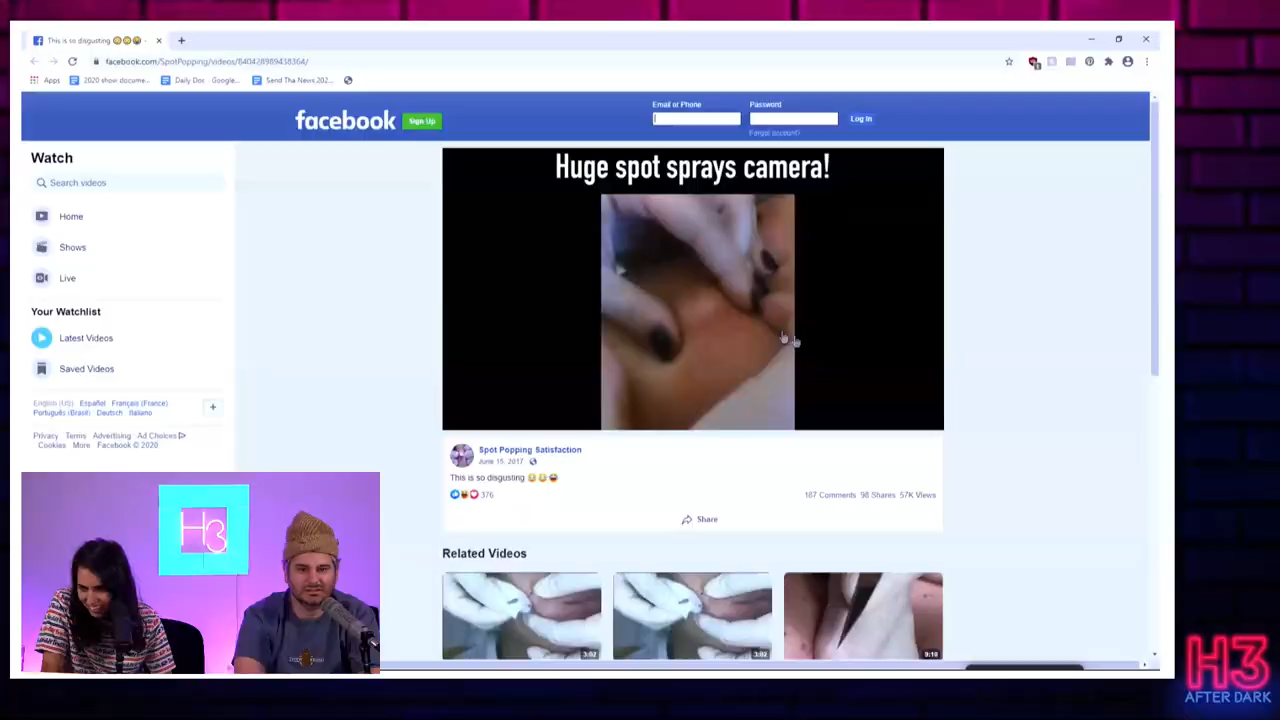 This is so disgusting
facebook.com/SpotPopping/videos/840428989438364/
Apps
2020 show docume...
Daily Doc
Google...
Send Tha News 202...
facebook
Sign Up
Email or Phone
Password
Log In
Forgot account?
Watch
Search videos
Home
Shows
Live
Your Watchlist
Latest Videos
Saved Videos
English (US) Español Français (France)
Português (Brasil) Deutsch Italiano
Privacy Terms Advertising Ad Choices
Cookies More Facebook © 2020
Huge spot sprays camera!
Spot Popping Satisfaction
June 15, 2017
This is so disgusting
376
187 Comments 98 Shares 57K Views
Share
Related Videos
3:02
3:02
9:10
H3
H3
AFTER DARK